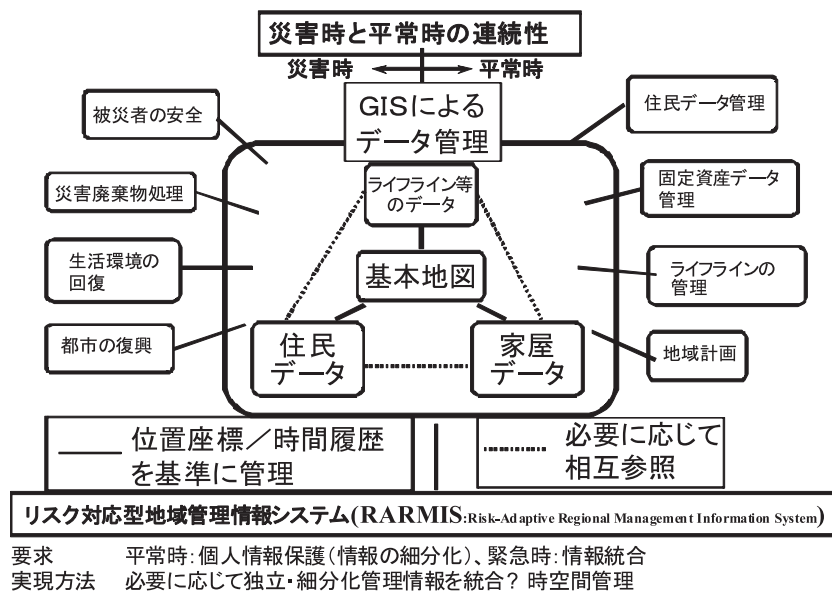 災害時と平常時の連続性
災害時
平常時
GISによる
データ管理
被災者の安全
災害廃棄物処理
生活環境の
回復
都市の復興
住民データ管理
固定資産データ
管理
ライフラインの
管理
地域計画
ライフライン等
のデータ
基本地図
住民
データ
家屋
データ
位置座標／時間履歴
を基準に管理
必要に応じて
相互参照
リスク対応型地域管理情報システム(RARMIS:Risk-Adaptive Regional Management Information System)
要求 平常時:個人情報保護(情報の細分化)、緊急時:情報統合
実現方法 必要に応じて独立・細分化管理情報を統合? 時空間管理